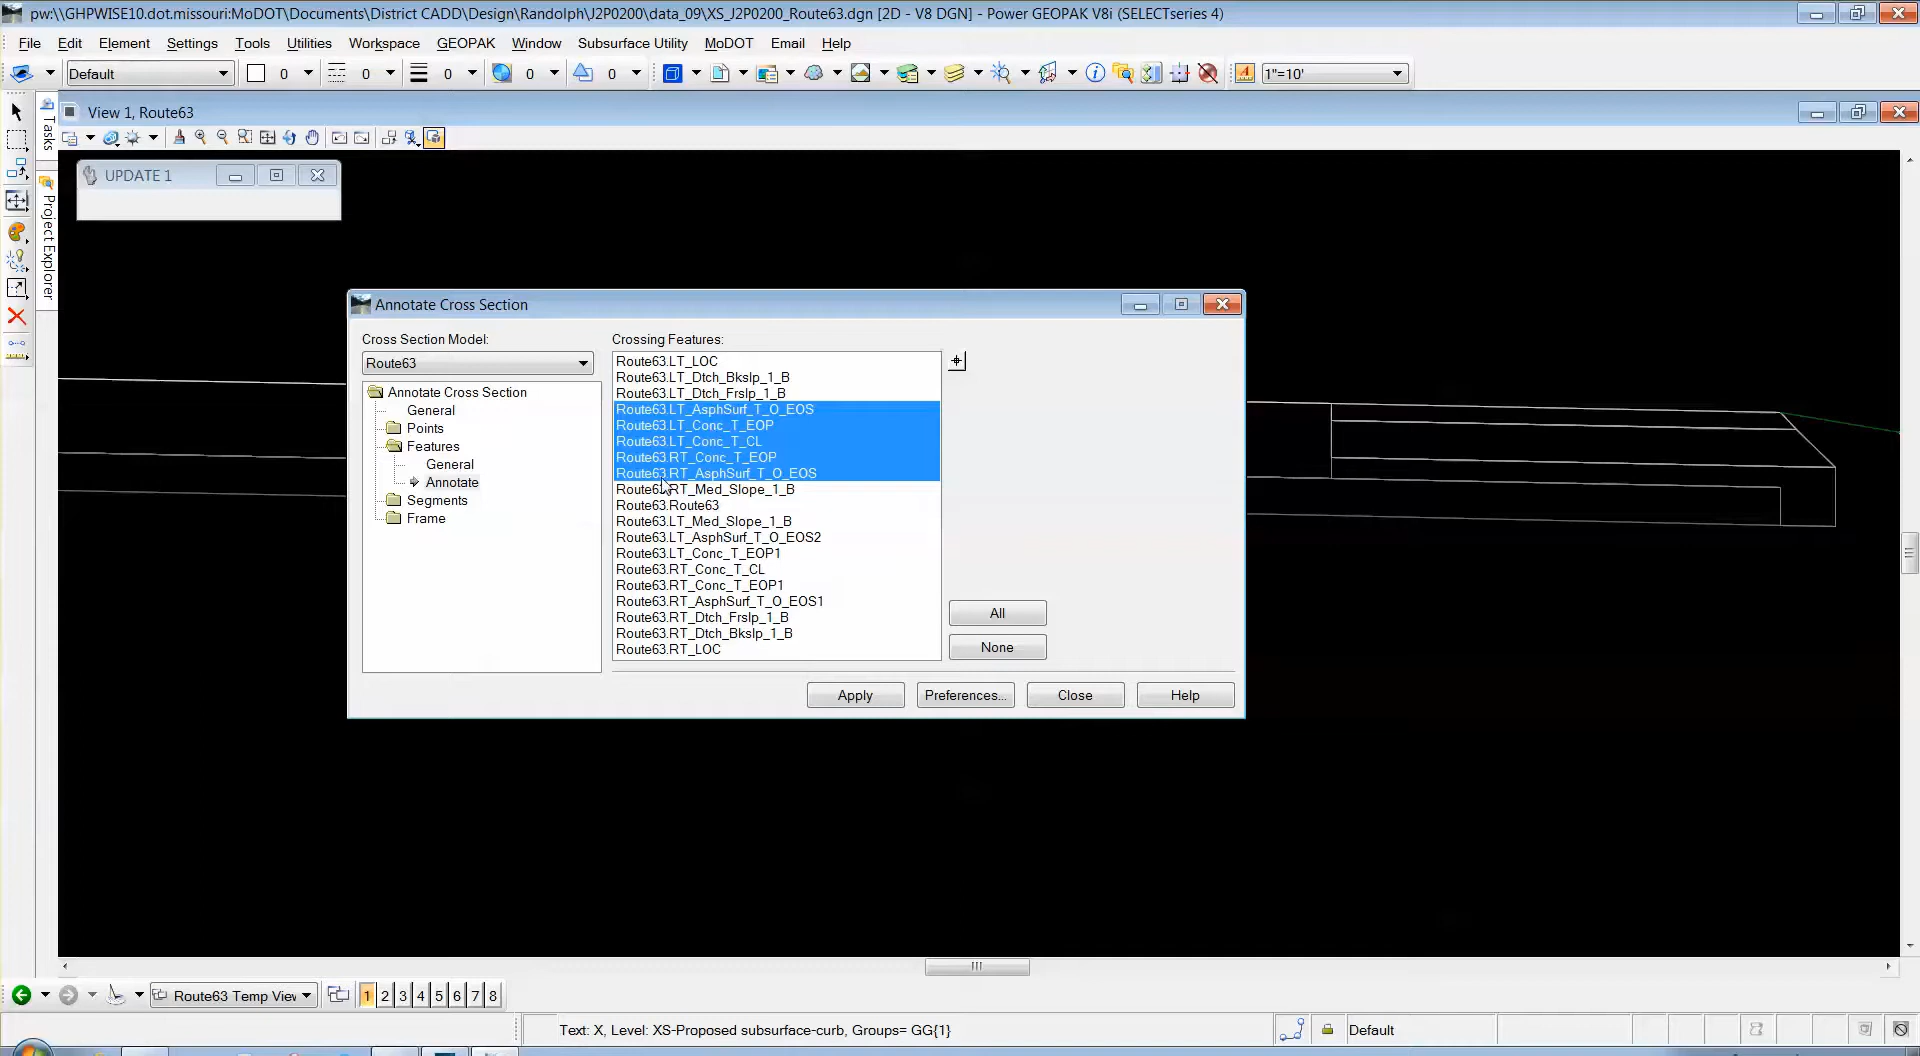 pw:\\GHPWISE10.dot.missouri:MoDOT\Documents\District CADD\Design\Randolph\J2P0200\data_09\XS_J2P0200_Route63.dgn [2D - V8 DGN] - Power GEOPAK V8i (SELECTseries 4)
File Edit Element Settings Tools Utilities Workspace GEOPAK Window Subsurface Utility MoDOT Email Help
Default 0 0 0 0 0 1"=10'
View 1, Route63
Tasks
Project Explorer
UPDATE 1
Annotate Cross Section
Cross Section Model:
Route63
Annotate Cross Section
General
Points
Features
General
Annotate
Segments
Frame
Crossing Features:
Route63.LT_LOC
Route63.LT_Dtch_Bkslp_1_B
Route63.LT_Dtch_Frslp_1_B
Route63.LT_AsphSurf_T_O_EOS
Route63.LT_Conc_T_EOP
Route63.LT_Conc_T_CL
Route63.RT_Conc_T_EOP
Route63.RT_AsphSurf_T_O_EOS
Route63.RT_Med_Slope_1_B
Route63.Route63
Route63.LT_Med_Slope_1_B
Route63.LT_AsphSurf_T_O_EOS2
Route63.LT_Conc_T_EOP1
Route63.RT_Conc_T_CL
Route63.RT_Conc_T_EOP1
Route63.RT_AsphSurf_T_O_EOS1
Route63.RT_Dtch_Frslp_1_B
Route63.RT_Dtch_Bkslp_1_B
Route63.RT_LOC
All
None
Apply Preferences... Close Help
Route63 Temp View 1 2 3 4 5 6 7 8
Text: X, Level: XS-Proposed subsurface-curb, Groups= GG{1} Default